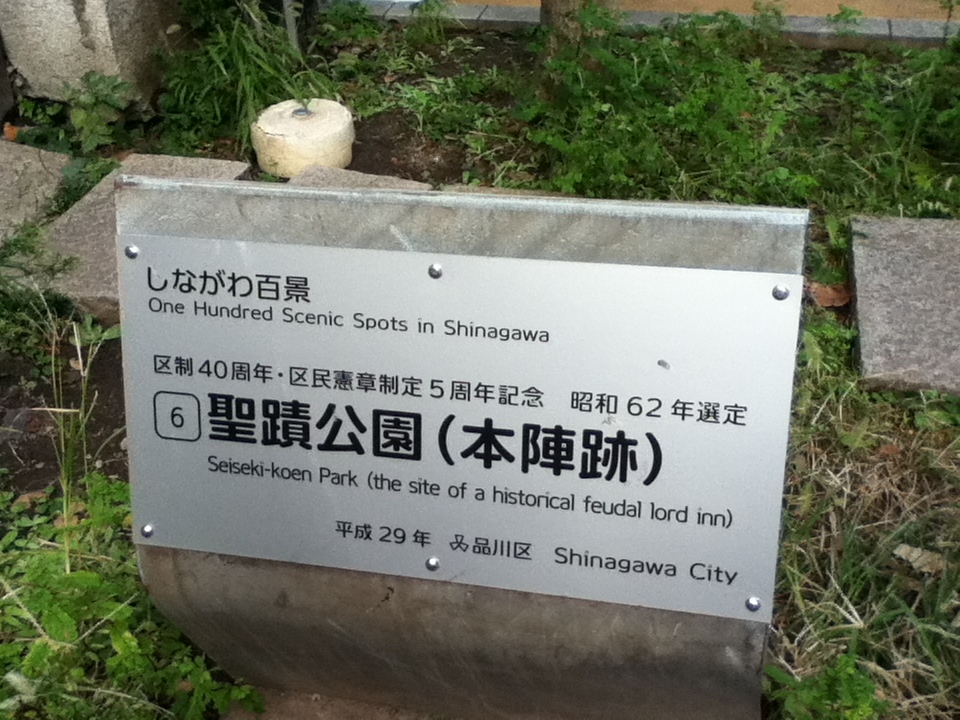 しながわ百景
One Hundred Scenic Spots in Shinagawa
区制40周年・区民憲章制定5周年記念 昭和62年選定
6 聖蹟公園(本陣跡)
Seiseki-koen Park (the site of a historical feudal lord inn)
平成29年 品川区 Shinagawa City